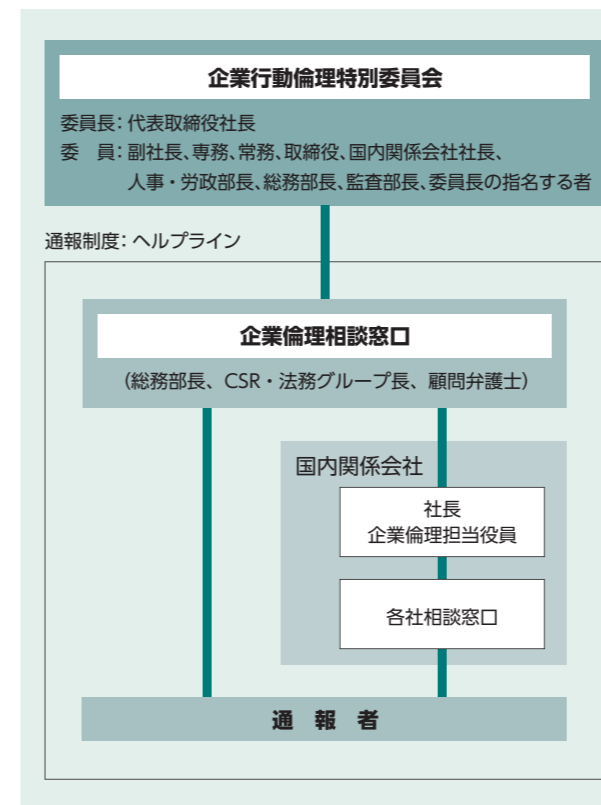 企業行動倫理特別委員会
委員長：代表取締役社長
委　員：副社長、専務、常務、取締役、国内関係会社社長、
人事・労政部長、総務部長、監査部長、委員長の指名する者
通報制度：ヘルプライン
企業倫理相談窓口
（総務部長、CSR・法務グループ長、顧問弁護士）
国内関係会社
社長
企業倫理担当役員
各社相談窓口
通　報　者